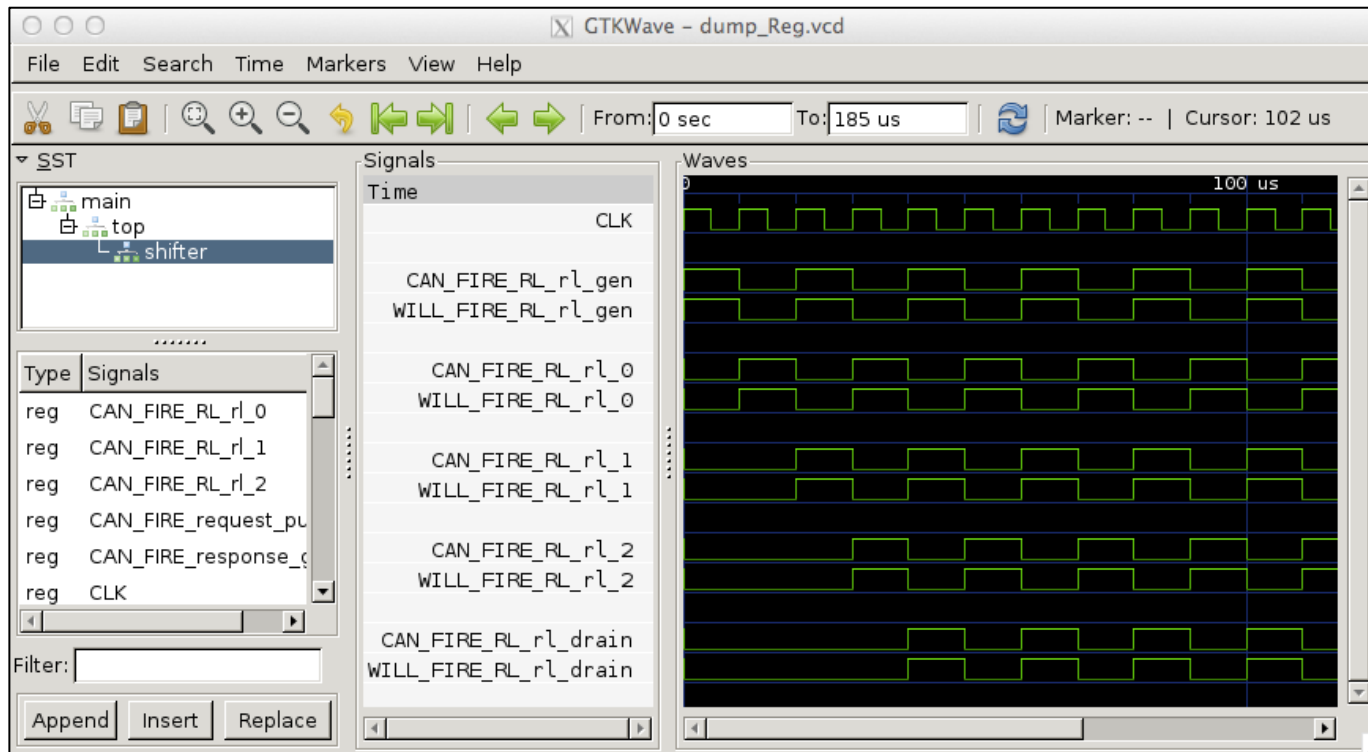 GTKWave – dump_Reg.vcd
File Edit Search Time Markers View Help
From: 0 sec To: 185 us Marker: -- | Cursor: 102 us
SST
main
top
shifter
Type Signals
reg CAN_FIRE_RL_rl_0
reg CAN_FIRE_RL_rl_1
reg CAN_FIRE_RL_rl_2
reg CAN_FIRE_request_pu
reg CAN_FIRE_response_g
reg CLK
Filter:
Append Insert Replace
Signals
Time
CLK
CAN_FIRE_RL_rl_gen
WILL_FIRE_RL_rl_gen
CAN_FIRE_RL_rl_0
WILL_FIRE_RL_rl_0
CAN_FIRE_RL_rl_1
WILL_FIRE_RL_rl_1
CAN_FIRE_RL_rl_2
WILL_FIRE_RL_rl_2
CAN_FIRE_RL_rl_drain
WILL_FIRE_RL_rl_drain
Waves
0 100 us